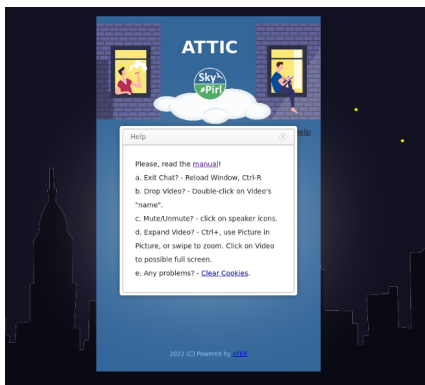 ATTIC
Sky
Pirl
Help
Help
Please, read the manual!
a. Exit Chat? - Reload Window, Ctrl-R
b. Drop Video? - Double-click on Video's
"name".
c. Mute/Unmute? - click on speaker icons.
d. Expand Video? - Ctrl+, use Picture in
Picture, or swipe to zoom. Click on Video
to possible full screen.
e. Any problems? - Clear Cookies.
2022 (C) Powered by vTER